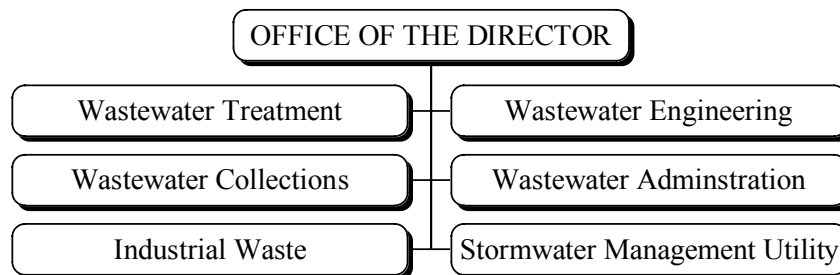 OFFICE OF THE DIRECTOR
Wastewater Treatment
Wastewater Engineering
Wastewater Collections
Wastewater Adminstration
Industrial Waste
Stormwater Management Utility